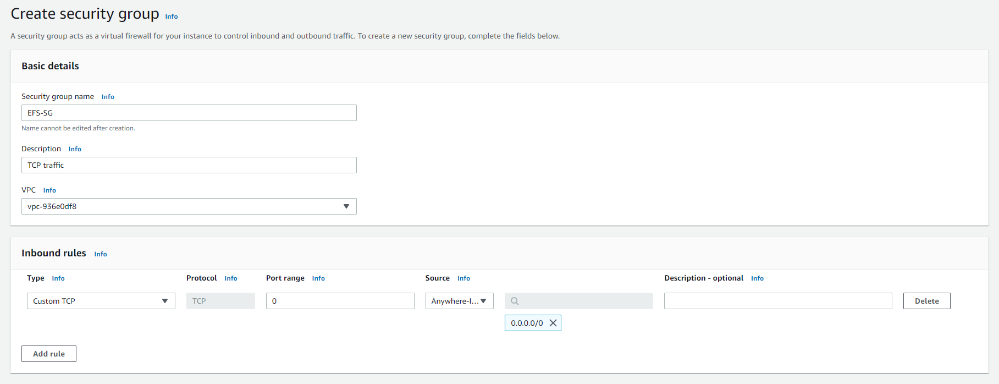 Create security group Info
A security group acts as a virtual firewall for your instance to control inbound and outbound traffic. To create a new security group, complete the fields below.
Basic details
Security group name Info
EFS-SG
Name cannot be edited after creation.
Description Info
TCP traffic
VPC Info
vpc-936e0df8
Inbound rules Info
Type Info Protocol Info Port range Info Source Info Description - optional Info
Custom TCP TCP 0 Anywhere-I... Delete
0.0.0.0/0
Add rule